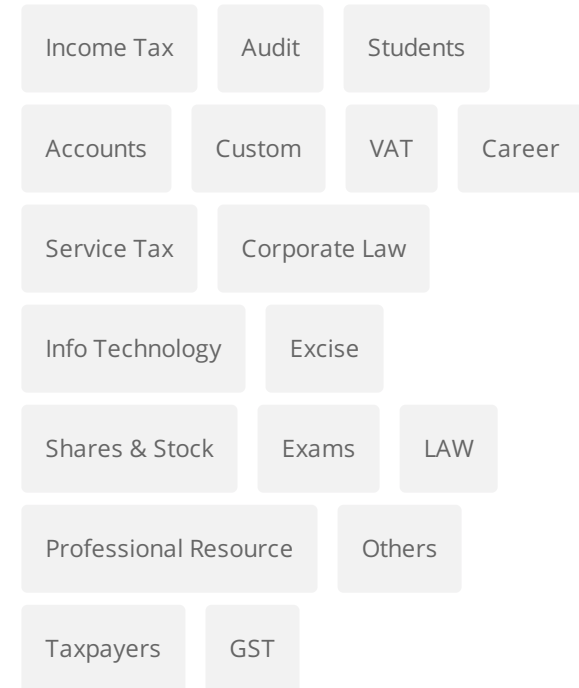 Income Tax Audit Students
Accounts Custom VAT Career
Service Tax Corporate Law
Info Technology Excise
Shares & Stock Exams LAW
Professional Resource Others
Taxpayers GST